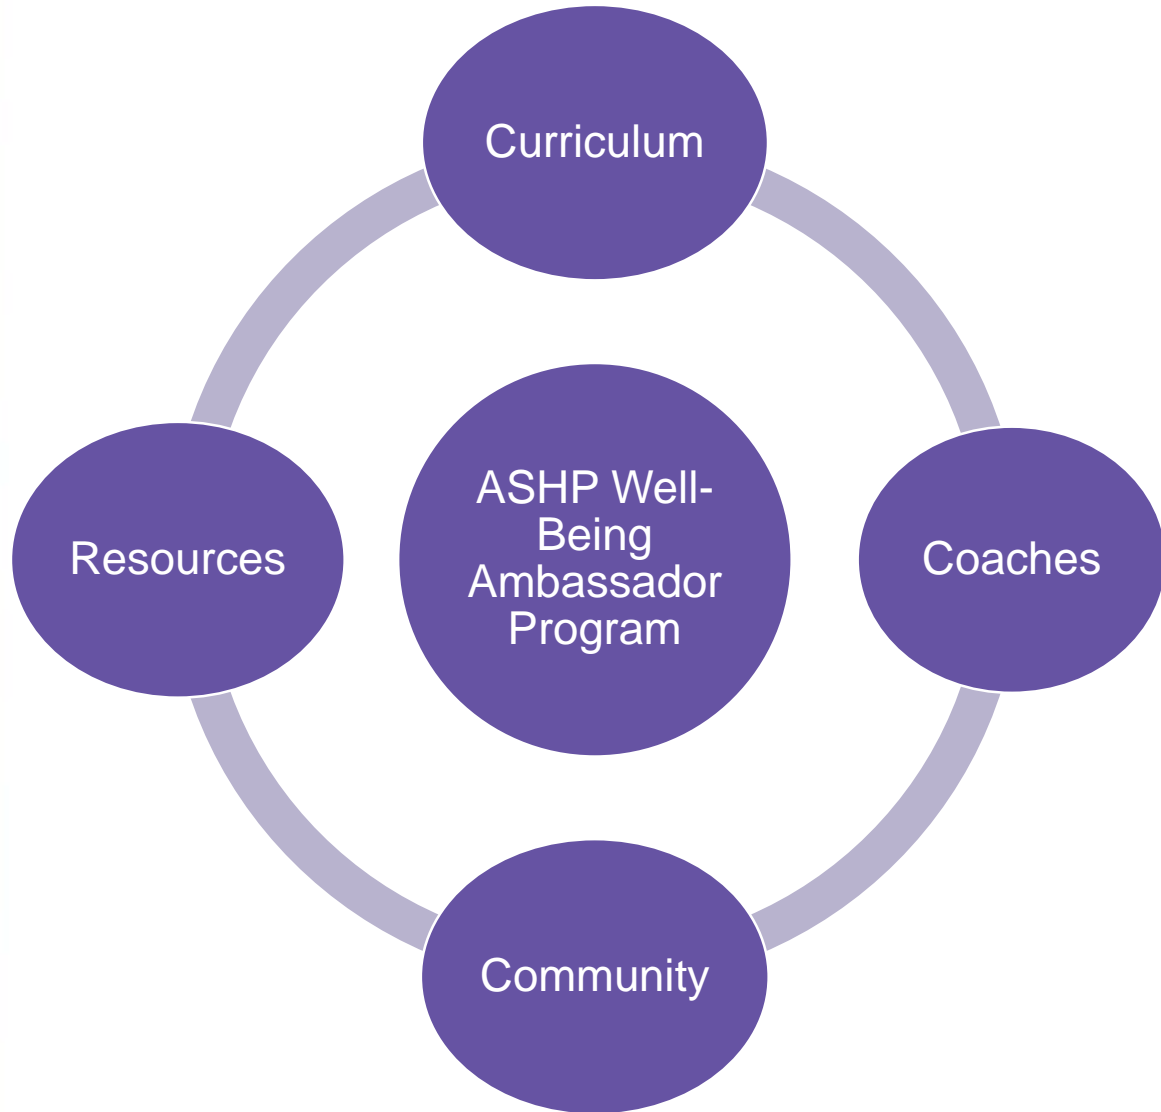 Curriculum
Resources
ASHP Well-
Being
Ambassador
Program
Coaches
Community